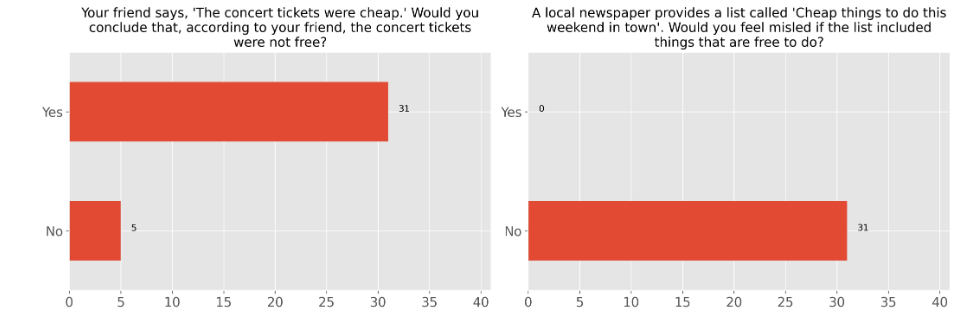 Your friend says, 'The concert tickets were cheap.' Would you
conclude that, according to your friend, the concert tickets
were not free?
Yes
31
No
5
0 5 10 15 20 25 30 35 40
A local newspaper provides a list called 'Cheap things to do this
weekend in town'. Would you feel misled if the list included
things that are free to do?
Yes
0
No
31
0 5 10 15 20 25 30 35 40